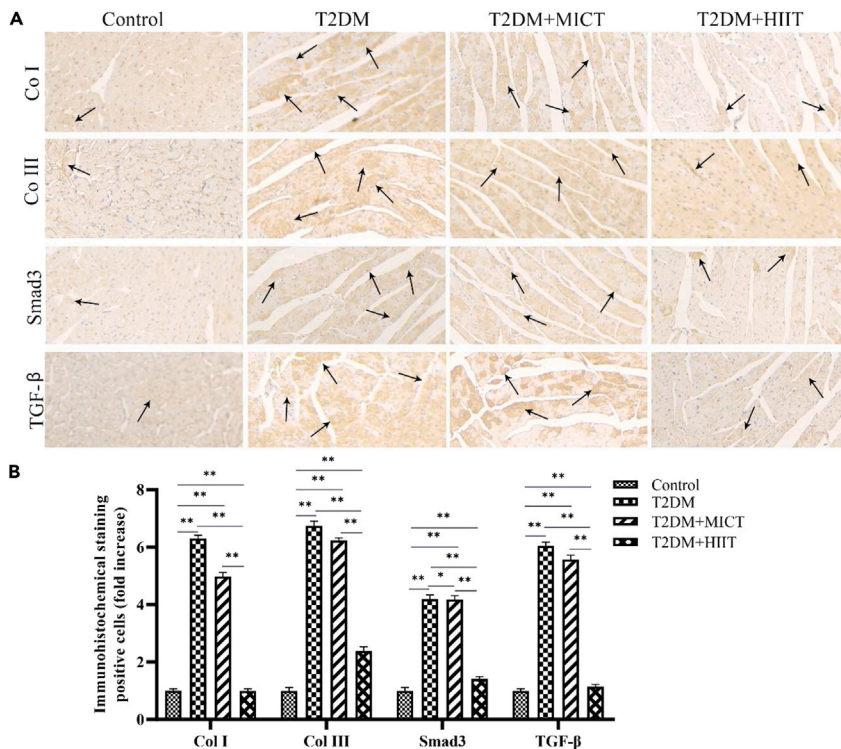 A
Control T2DM T2DM+MICT T2DM+HIIT
Co I
Co III
Smad3
TGF-β
B
Immunohistochemical staining
positive cells (fold increase)
8
6
4
2
0
** ** ** ** **
** ** ** ** **
** ** ** ** * **
** ** ** ** **
Col I Col III Smad3 TGF-β
Control
T2DM
T2DM+MICT
T2DM+HIIT